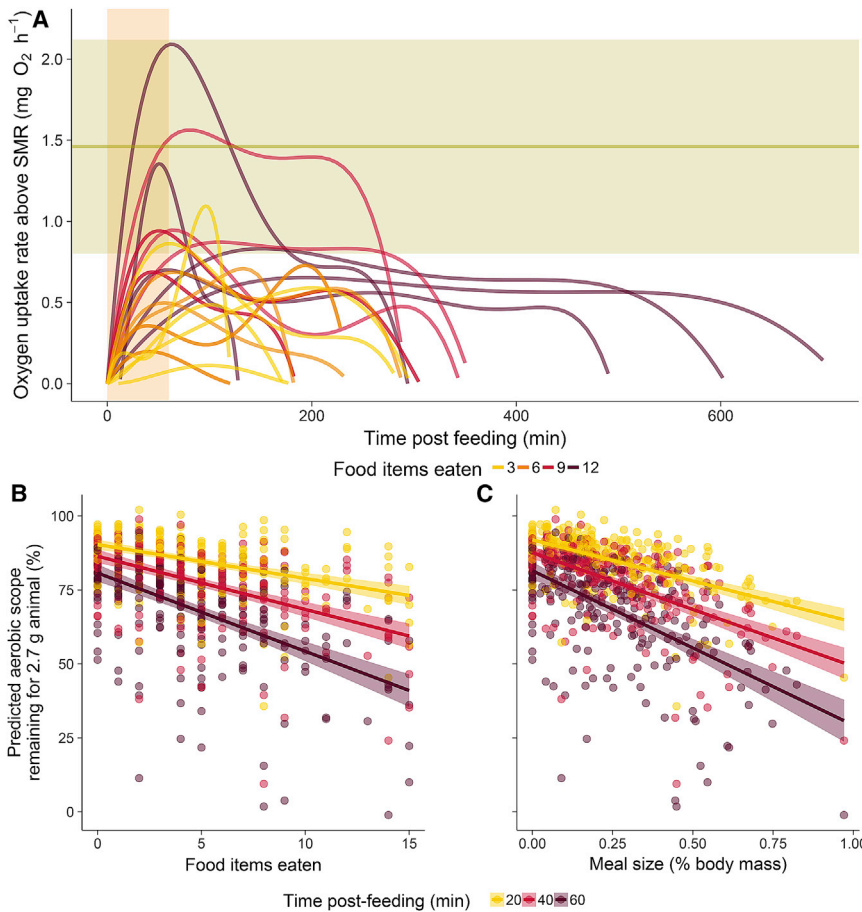 A
Oxygen uptake rate above SMR (mg O₂ h⁻¹)
2.0
1.5
1.0
0.5
0.0
0 200 400 600
Time post feeding (min)
Food items eaten 3 6 9 12
B
Predicted aerobic scope
remaining for 2.7 g animal (%)
100
75
50
25
0
0 5 10 15
Food items eaten
C
0.00 0.25 0.50 0.75 1.00
Meal size (% body mass)
Time post-feeding (min) 20 40 60